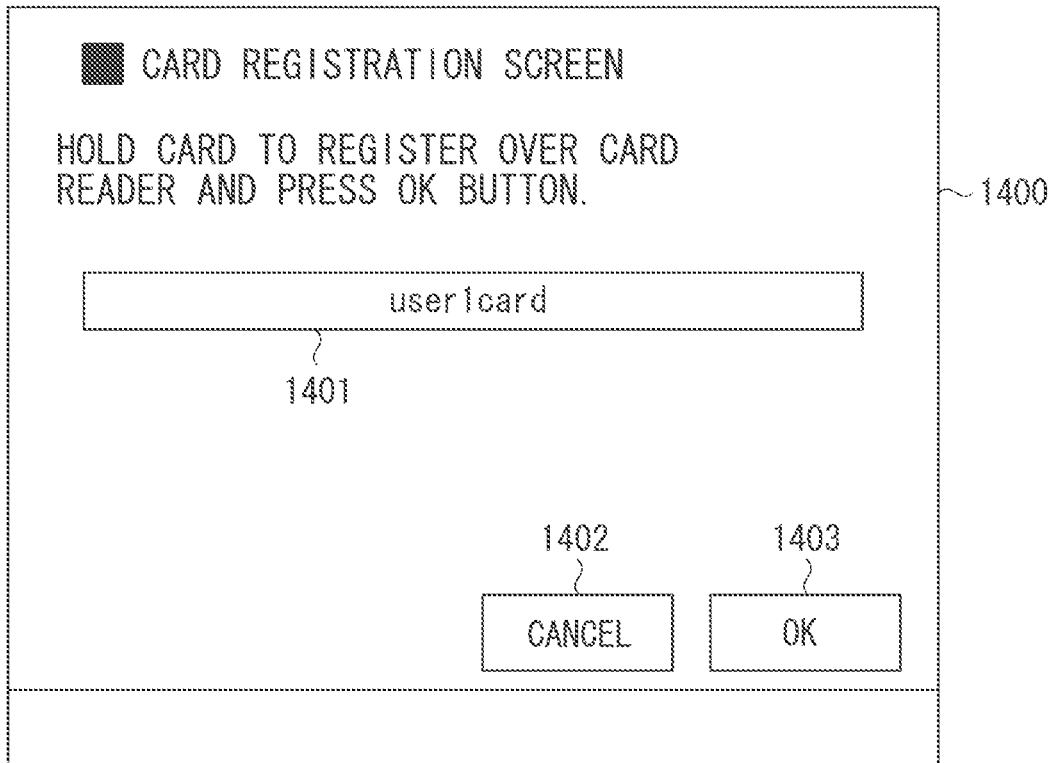 CARD REGISTRATION SCREEN
HOLD CARD TO REGISTER OVER CARD
READER AND PRESS OK BUTTON.
1400
user1card
1401
1402 1403
CANCEL OK